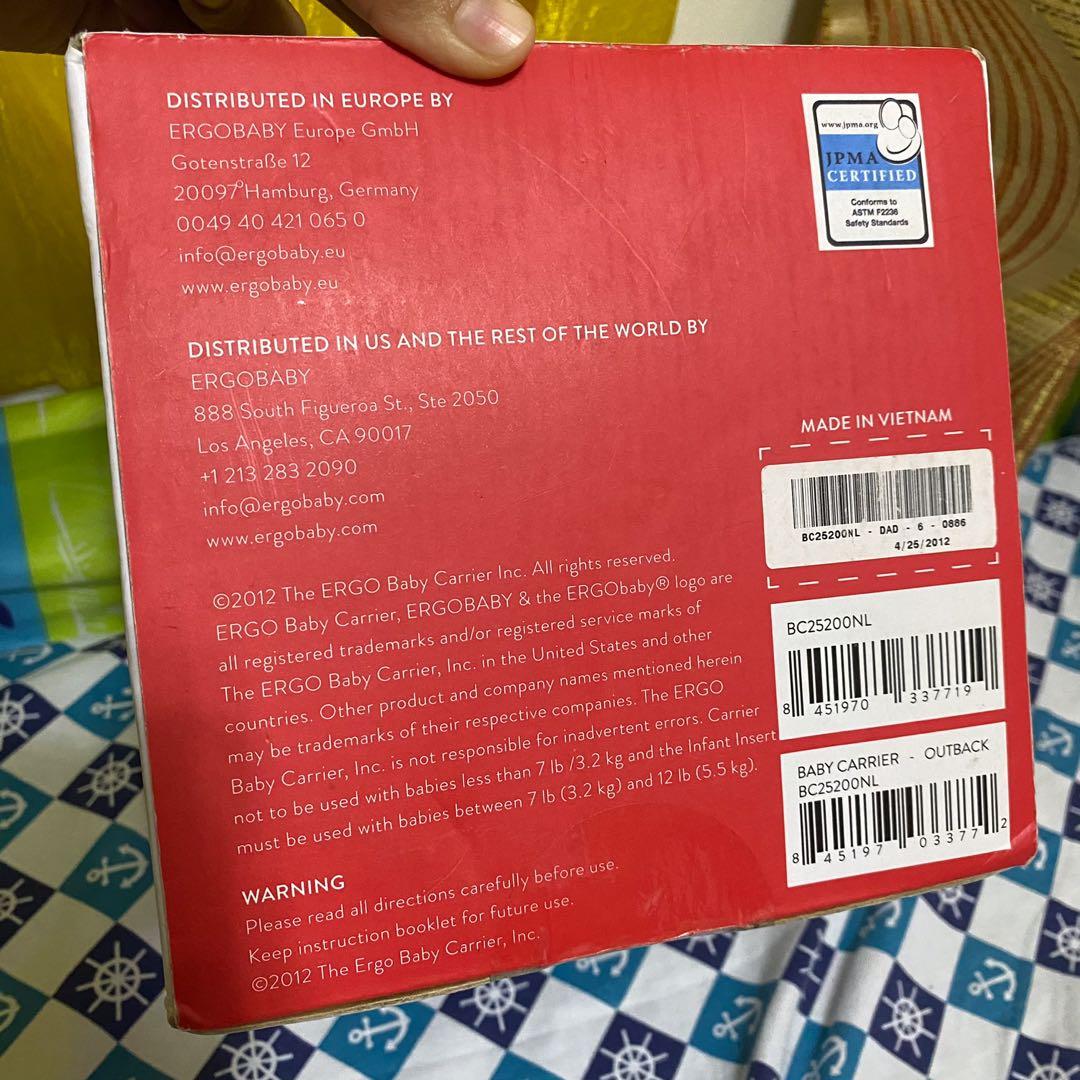 DISTRIBUTED IN EUROPE BY
ERGOBABY Europe GmbH
Gotenstraße 12
20097 Hamburg, Germany
0049 40 421 065 0
info@ergobaby.eu
www.ergobaby.eu
DISTRIBUTED IN US AND THE REST OF THE WORLD BY
ERGOBABY
888 South Figueroa St., Ste 2050
Los Angeles, CA 90017
+1 213 283 2090
info@ergobaby.com
www.ergobaby.com
©2012 The ERGO Baby Carrier Inc. All rights reserved.
ERGO Baby Carrier, ERGOBABY & the ERGObaby® logo are
all registered trademarks and/or registered service marks of
The ERGO Baby Carrier, Inc. in the United States and other
countries. Other product and company names mentioned herein
may be trademarks of their respective companies. The ERGO
Baby Carrier, Inc. is not responsible for inadvertent errors. Carrier
not to be used with babies less than 7 lb /3.2 kg and the Infant Insert
must be used with babies between 7 lb (3.2 kg) and 12 lb (5.5 kg).
WARNING
Please read all directions carefully before use.
Keep instruction booklet for future use.
©2012 The Ergo Baby Carrier, Inc.
www.jpma.org
JPMA
CERTIFIED
Conforms to
ASTM F2236
Safety Standards
MADE IN VIETNAM
BC25200NL - DAD - 6 - 0886
4/25/2012
BC25200NL
8 451970 337719
BABY CARRIER - OUTBACK
BC25200NL
8 45197 03377 2